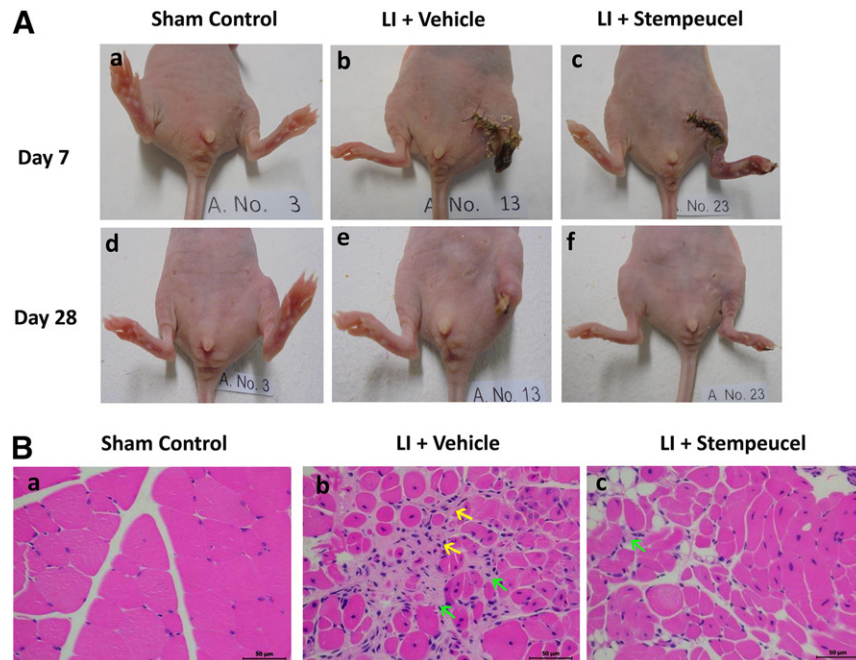 A
Sham Control LI + Vehicle LI + Stempeucel
Day 7
a b c
A. No. 3 A. No. 13 A. No. 23
Day 28
d e f
A. No. 3 A. No. 13 A No. 23
B
Sham Control LI + Vehicle LI + Stempeucel
a b c
50 µm 50 µm 50 µm